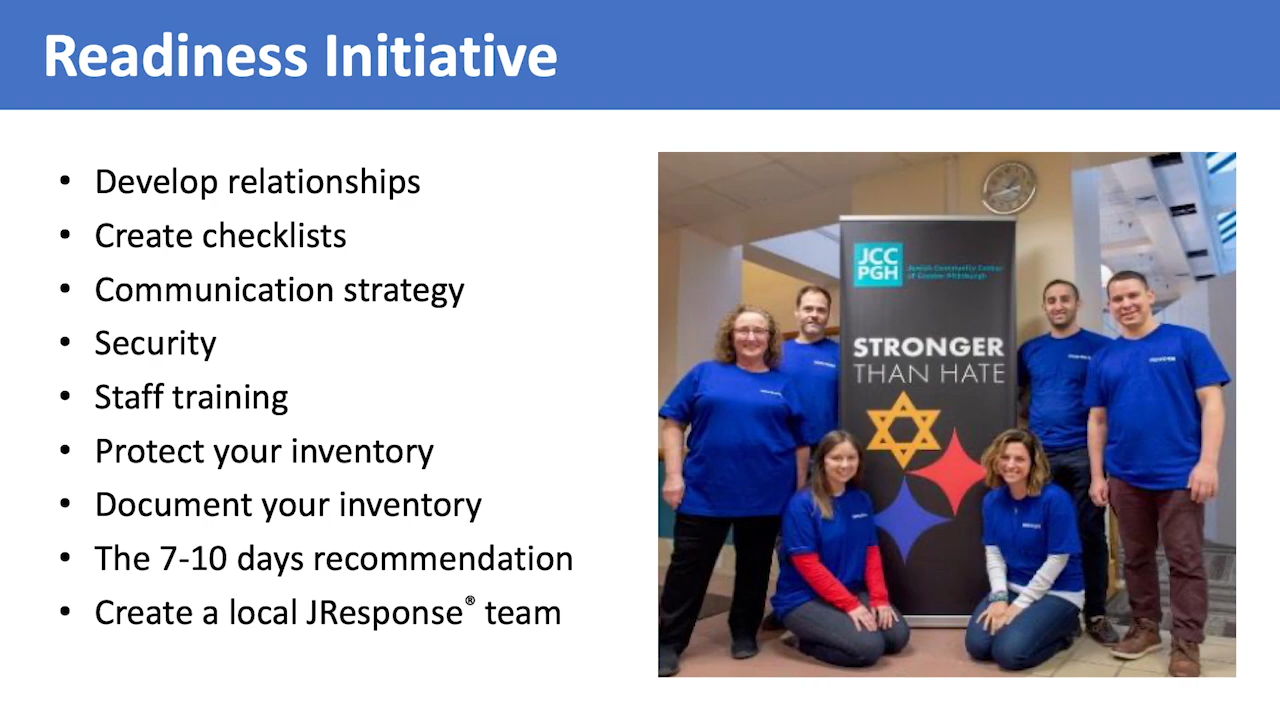 Readiness Initiative
• Develop relationships
• Create checklists
• Communication strategy
• Security
• Staff training
• Protect your inventory
• Document your inventory
• The 7-10 days recommendation
• Create a local JResponse® team
JCC
PGH
Jewish Community Center
of Greater Pittsburgh
STRONGER
THAN HATE